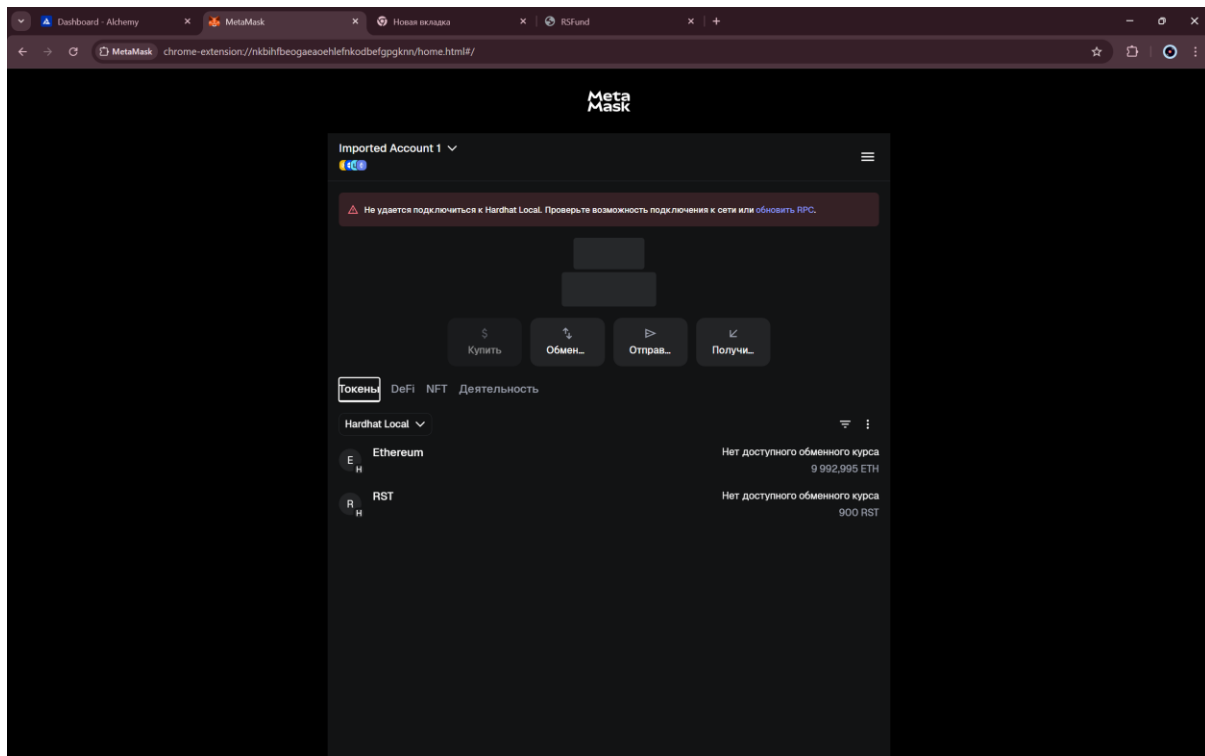 Dashboard - Alchemy
MetaMask
Новая вкладка
RSFund
MetaMask chrome-extension://nkbihfbeogaeaoehlefnkodbefgpgknn/home.html#/
Meta
Mask
Imported Account 1
Не удается подключиться к Hardhat Local. Проверьте возможность подключения к сети или обновить RPC.
$
Купить
Обмен...
Отправ...
Получи...
Токены DeFi NFT Деятельность
Hardhat Local
E H Ethereum Нет доступного обменного курса
9 992,995 ETH
R H RST Нет доступного обменного курса
900 RST